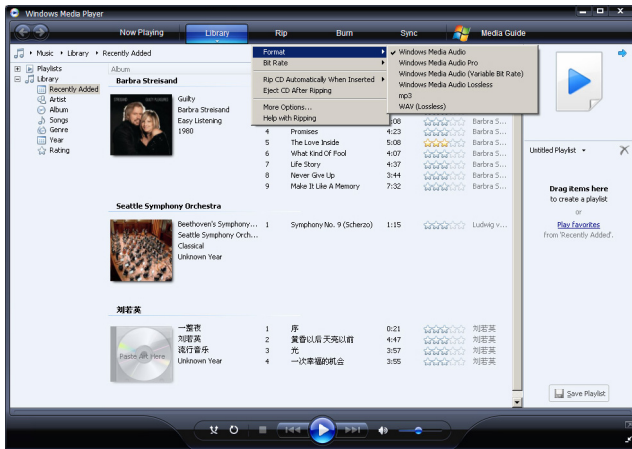 Windows Media Player
Now Playing Library Rip Burn Sync Media Guide
Music Library Recently Added
Format
Bit Rate
Rip CD Automatically When Inserted
Eject CD After Ripping
More Options...
Help with Ripping
Windows Media Audio
Windows Media Audio Pro
Windows Media Audio (Variable Bit Rate)
Windows Media Audio Lossless
mp3
WAV (Lossless)
Playlists
Library
Recently Added
Artist
Album
Songs
Genre
Year
Rating
Album
Barbra Streisand
Guilty
Barbra Streisand
Easy Listening
1980
:08 Barbra S...
4 Promises 4:23 Barbra S...
5 The Love Inside 5:08 Barbra S...
6 What Kind Of Fool 4:07 Barbra S...
7 Life Story 4:37 Barbra S...
8 Never Give Up 3:44 Barbra S...
9 Make It Like A Memory 7:32 Barbra S...
Seattle Symphony Orchestra
Beethoven's Symphony...
Seattle Symphony Orch...
Classical
Unknown Year
1 Symphony No. 9 (Scherzo) 1:15 Ludwig v...
刘若英
Paste Art Here
一整夜
刘若英
流行音乐
Unknown Year
1 序 0:21 刘若英
2 黄昏以后天亮以前 4:47 刘若英
3 光 3:57 刘若英
4 一次幸福的机会 3:55 刘若英
Untitled Playlist
Drag items here
to create a playlist
or
Play favorites
from 'Recently Added'.
Save Playlist